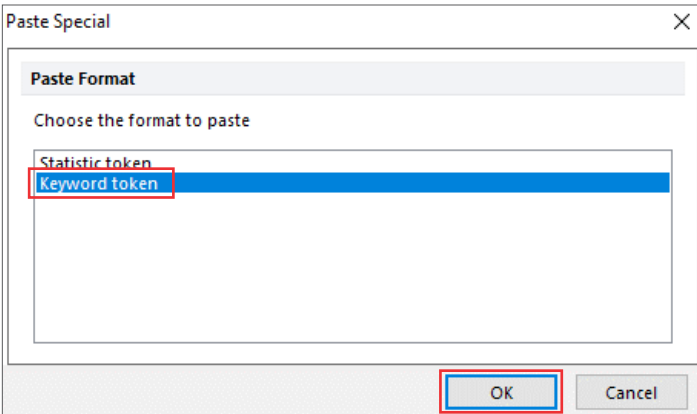 Paste Special
Paste Format
Choose the format to paste
Statistic token
Keyword token
OK
Cancel